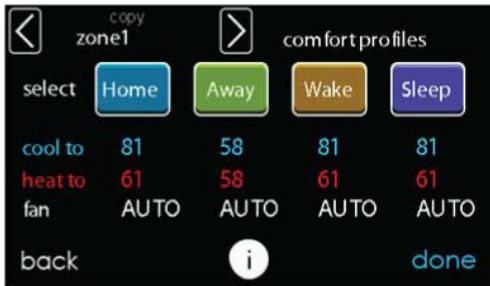 copy
zone1 comfort profiles
select Home Away Wake Sleep
cool to 81 58 81 81
heat to 61 58 61 61
fan AUTO AUTO AUTO AUTO
back i done